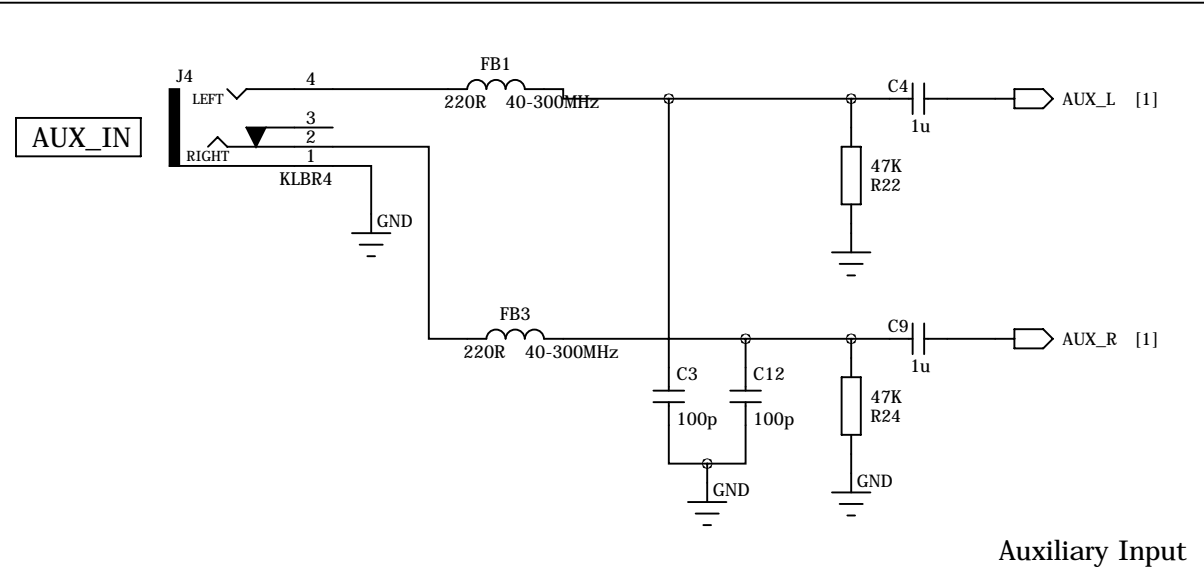 FB1
220R 40-300MHz
J4
LEFT
4
3
2
RIGHT
1
KLBR4
AUX_IN
GND
C4
1u
AUX_L [1]
47K
R22
FB3
220R 40-300MHz
C9
1u
AUX_R [1]
C3
100p
C12
100p
47K
R24
GND
GND
Auxiliary Input